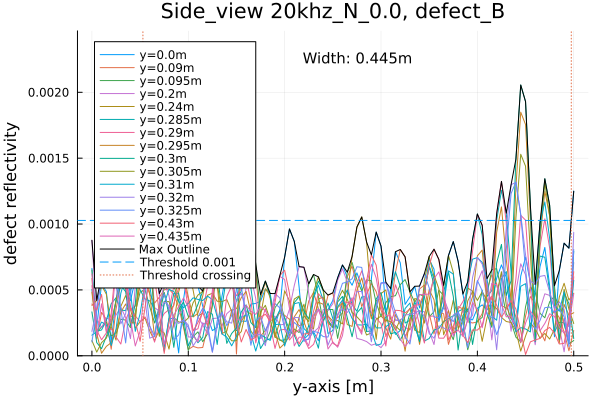 Side_view 20khz_N_0.0, defect_B
Width: 0.445m
y=0.0m
y=0.09m
y=0.095m
y=0.2m
y=0.24m
y=0.285m
y=0.29m
y=0.295m
y=0.3m
y=0.305m
y=0.31m
y=0.32m
y=0.325m
y=0.43m
y=0.435m
Max Outline
Threshold 0.001
Threshold crossing
defect reflectivity
0.0020
0.0015
0.0010
0.0005
0.0000
0.0
0.1
0.2
0.3
0.4
0.5
y-axis [m]